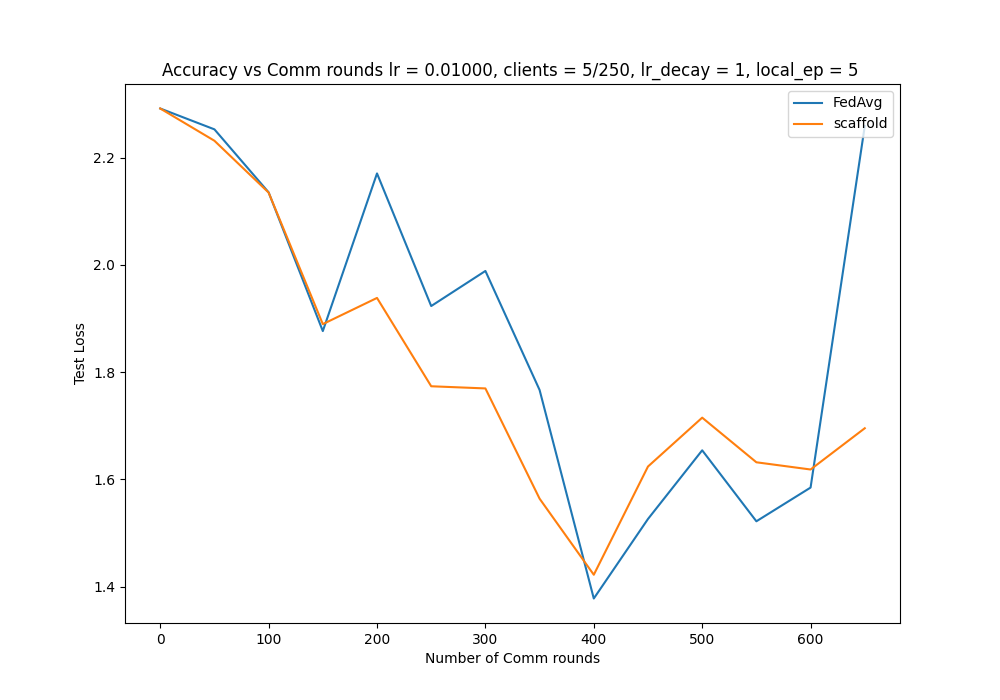 Accuracy vs Comm rounds lr = 0.01000, clients = 5/250, lr_decay = 1, local_ep = 5
FedAvg
scaffold
2.2
2.0
1.8
1.6
1.4
Test Loss
0 100 200 300 400 500 600
Number of Comm rounds